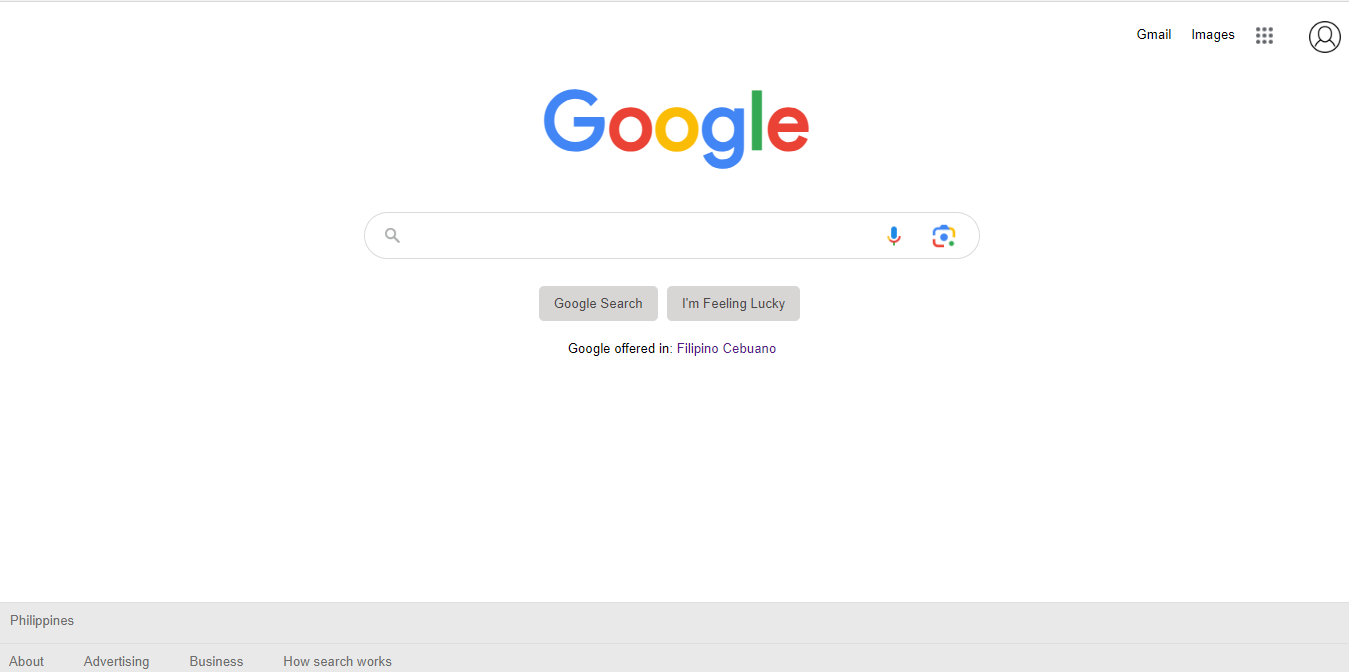 Gmail Images
Google
Google Search I'm Feeling Lucky
Google offered in: Filipino Cebuano
Philippines
About Advertising Business How search works